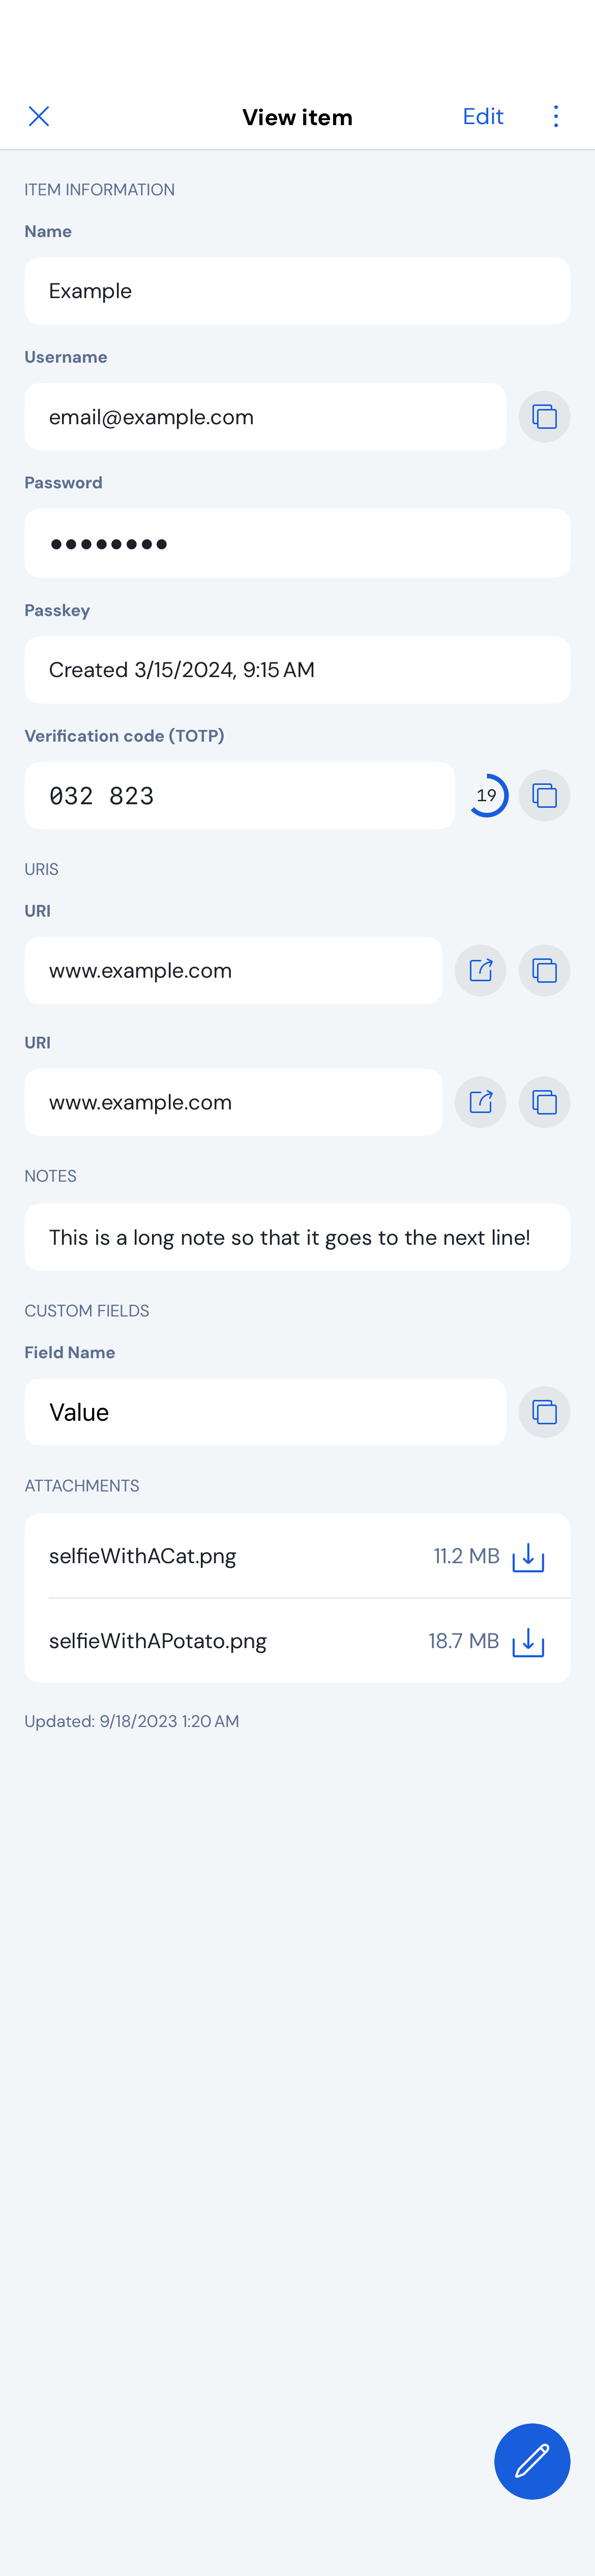 View item
Edit
ITEM INFORMATION
Name
Example
Username
email@example.com
Password
●●●●●●●●
Passkey
Created 3/15/2024, 9:15 AM
Verification code (TOTP)
032 823
19
URIS
URI
www.example.com
URI
www.example.com
NOTES
This is a long note so that it goes to the next line!
CUSTOM FIELDS
Field Name
Value
ATTACHMENTS
selfieWithACat.png 11.2 MB
selfieWithAPotato.png 18.7 MB
Updated: 9/18/2023 1:20 AM